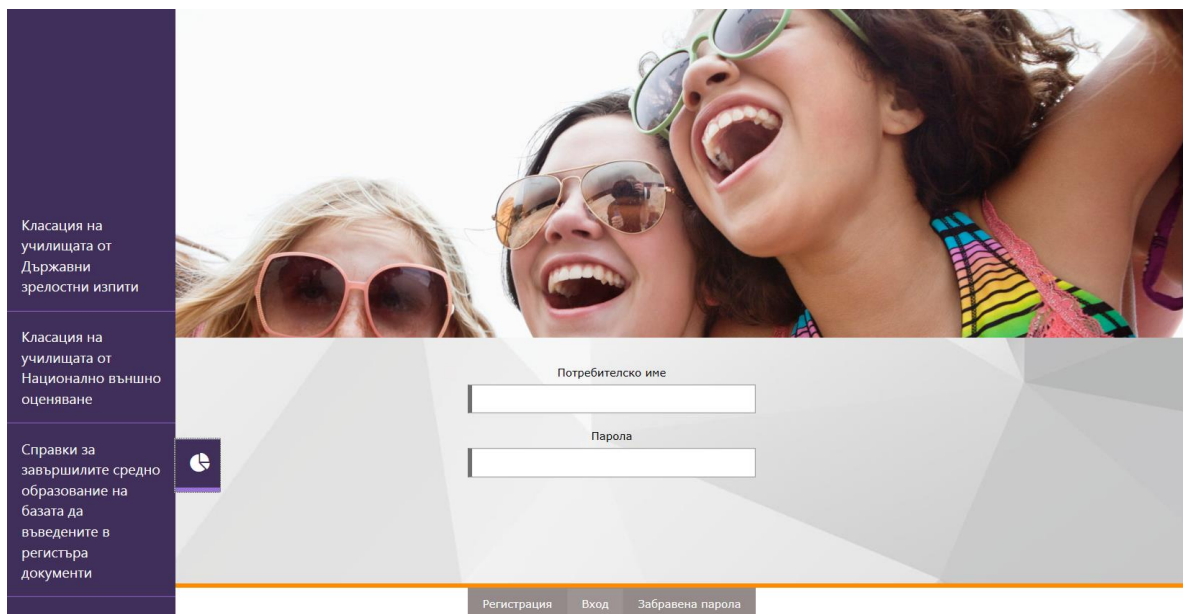 Класация на
училищата от
Държавни
зрелостни изпити
Класация на
училищата от
Национално външно
оценяване
Справки за
завършилите средно
образование на
базата да
въведените в
регистъра
документи
Потребителско име
Парола
Регистрация Вход Забравена парола